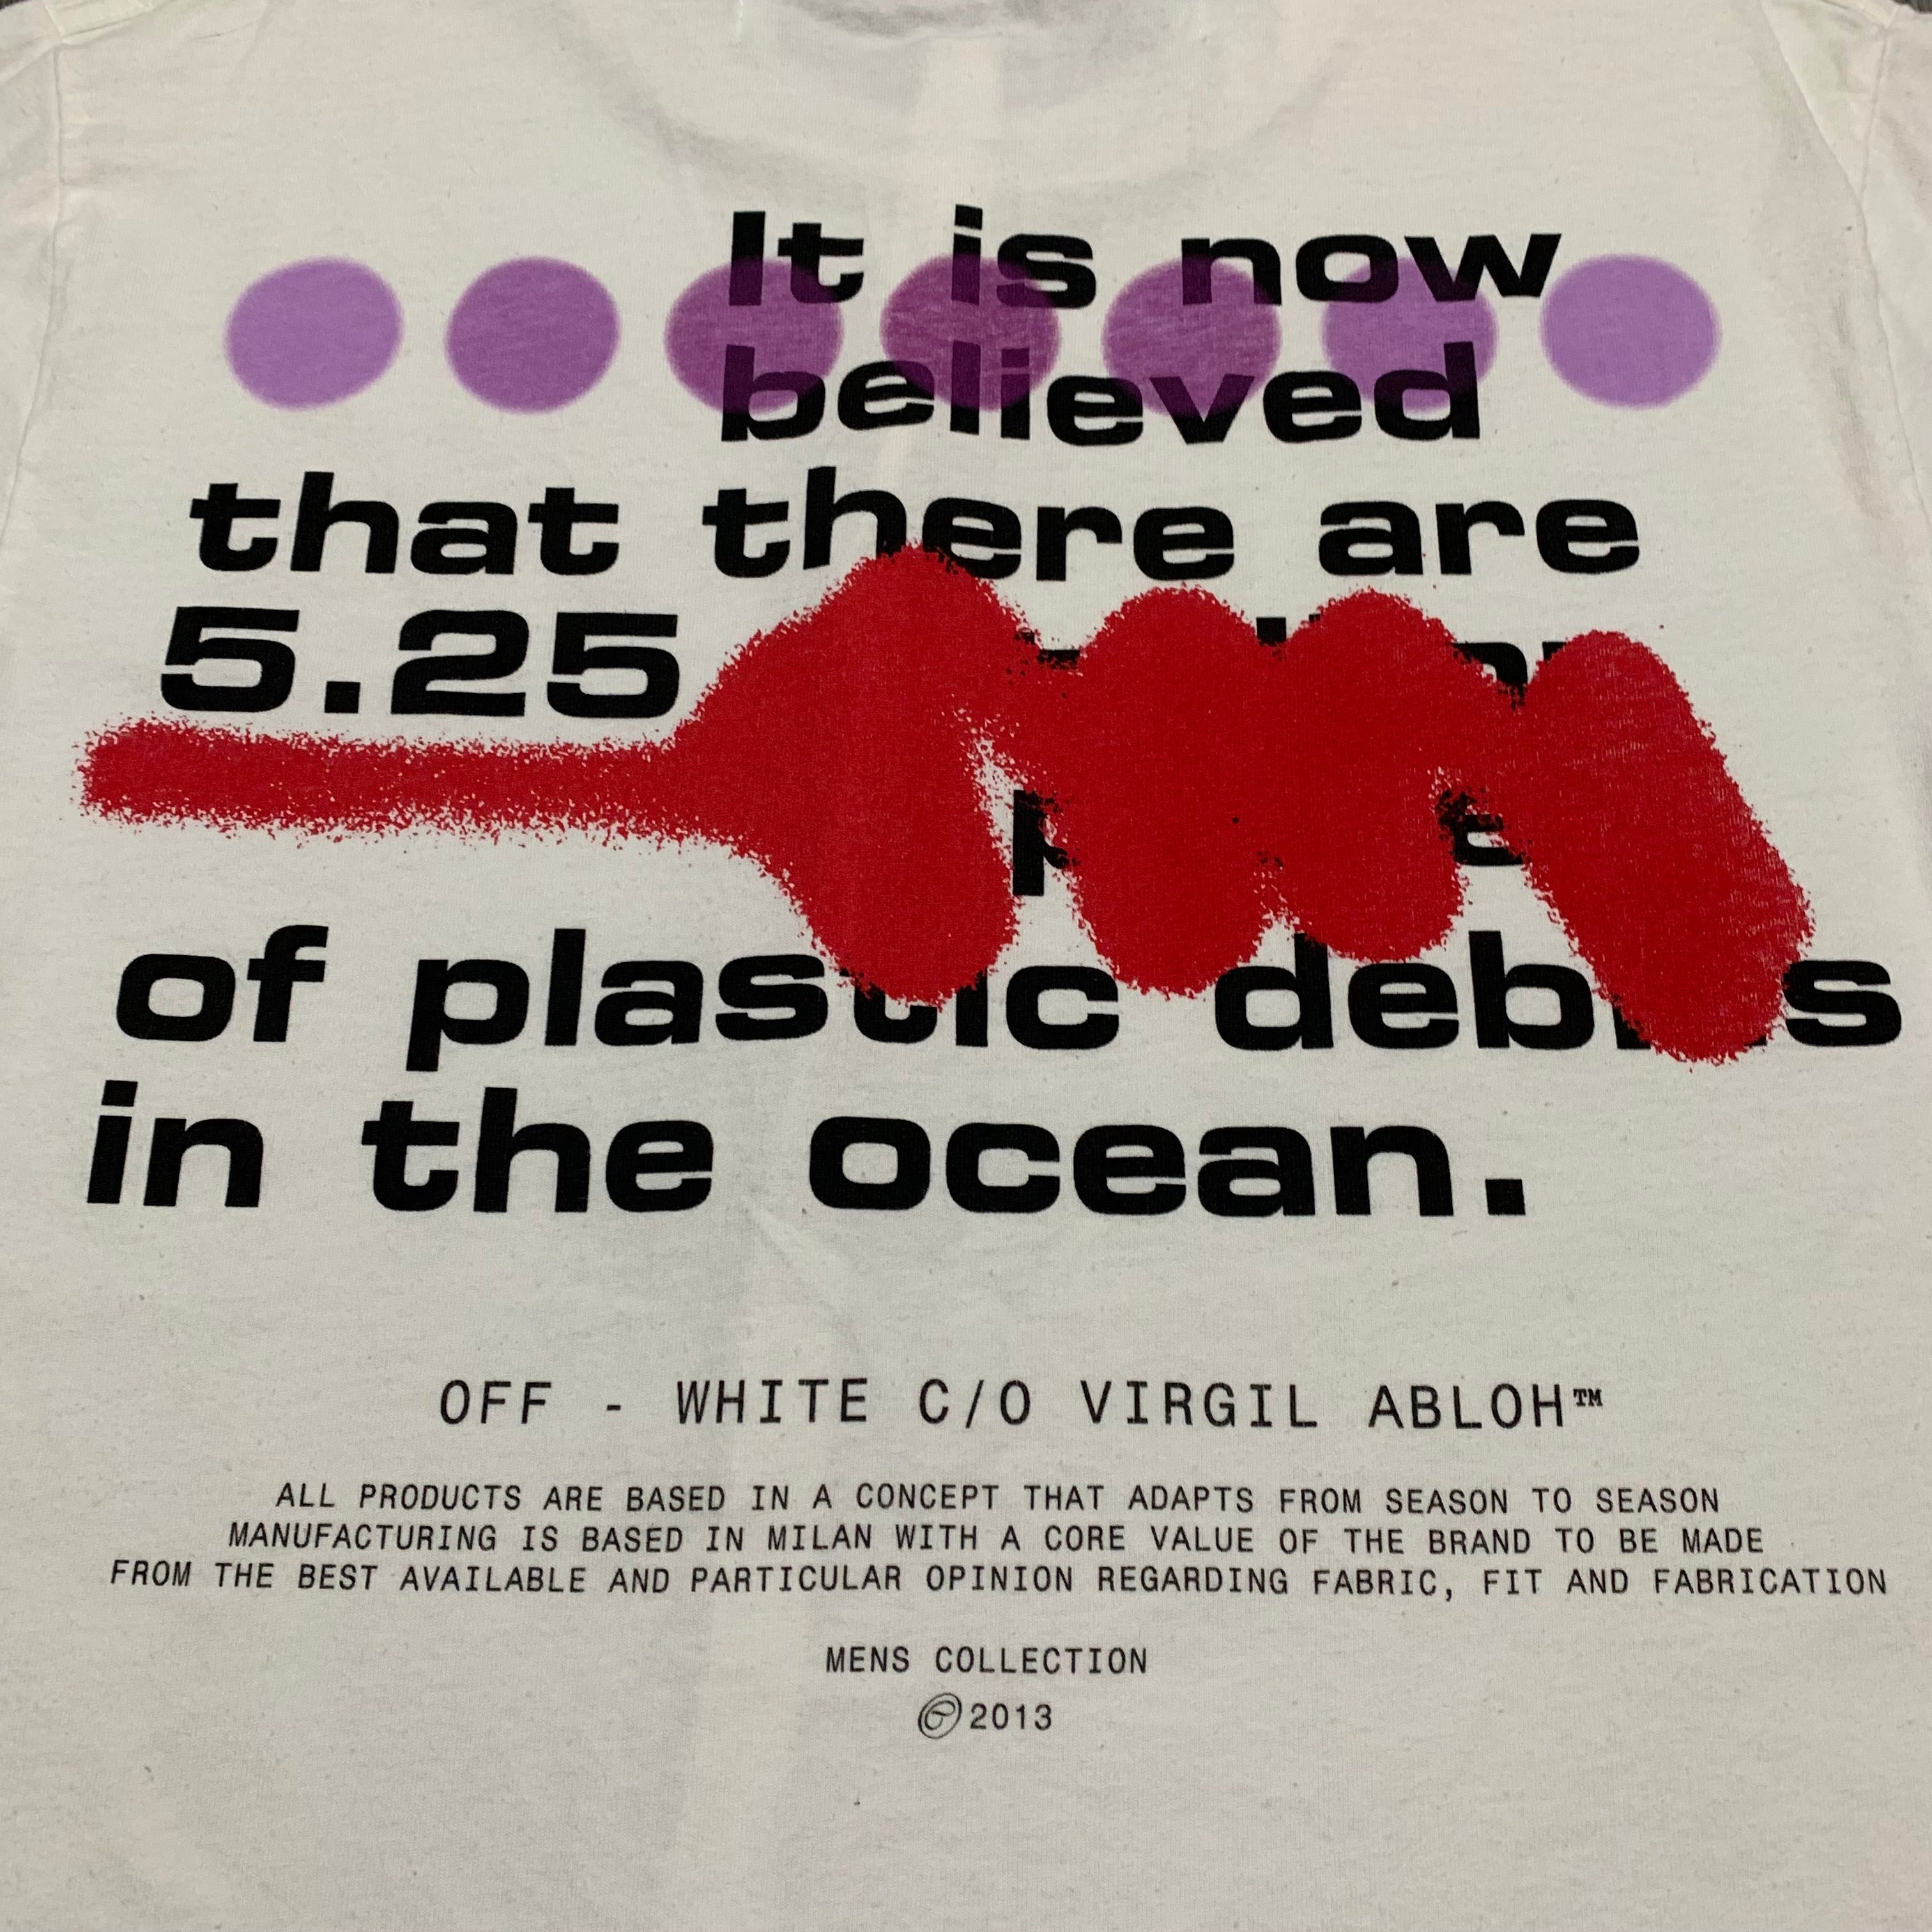 It is now
believed
that there are
5.25
of plastic debris
in the ocean.
OFF - WHITE C/O VIRGIL ABLOH™
ALL PRODUCTS ARE BASED IN A CONCEPT THAT ADAPTS FROM SEASON TO SEASON
MANUFACTURING IS BASED IN MILAN WITH A CORE VALUE OF THE BRAND TO BE MADE
FROM THE BEST AVAILABLE AND PARTICULAR OPINION REGARDING FABRIC, FIT AND FABRICATION
MENS COLLECTION
©2013